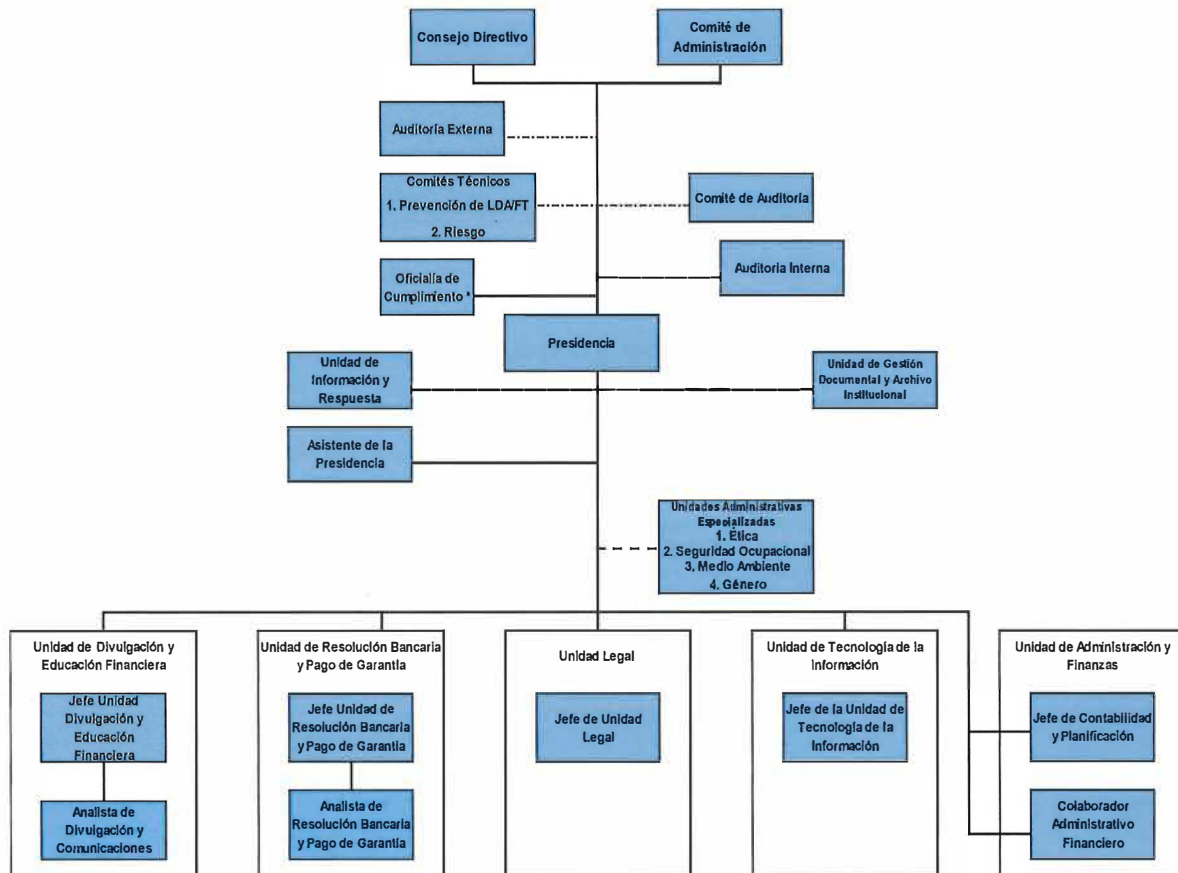 Consejo Directivo
Comité de
Administración
Auditoría Externa
Comités Técnicos
1. Prevención de LDA/FT
2. Riesgo
Comité de Auditoría
Auditoría Interna
Oficialía de
Cumplimiento *
Presidencia
Unidad de
Información y
Respuesta
Unidad de Gestión
Documental y Archivo
Institucional
Asistente de la
Presidencia
Unidades Administrativas
Especializadas
1. Ética
2. Seguridad Ocupacional
3. Medio Ambiente
4. Género
Unidad de Divulgación y
Educación Financiera
Jefe Unidad
Divulgación y
Educación
Financiera
Analista de
Divulgación y
Comunicaciones
Unidad de Resolución Bancaria
y Pago de Garantía
Jefe Unidad de
Resolución Bancaria
y Pago de Garantía
Analista de
Resolución Bancaria
y Pago de Garantía
Unidad Legal
Jefe de Unidad
Legal
Unidad de Tecnología de la
Información
Jefe de la Unidad de
Tecnología de la
Información
Unidad de Administración y
Finanzas
Jefe de Contabilidad
y Planificación
Colaborador
Administrativo
Financiero